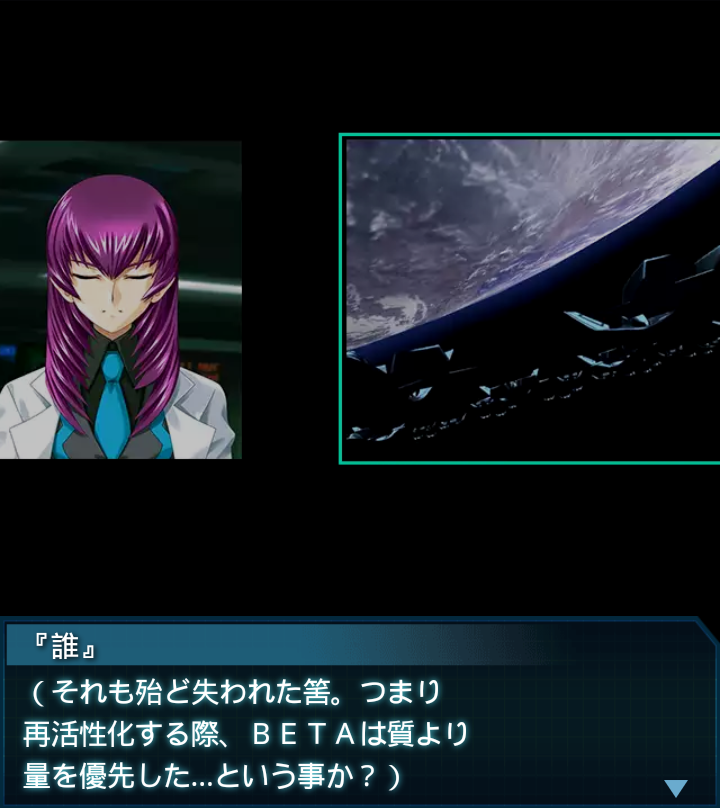 『誰』
（それも殆ど失われた筈。つまり
再活性化する際、ＢＥＴＡは質より
量を優先した…という事か？）